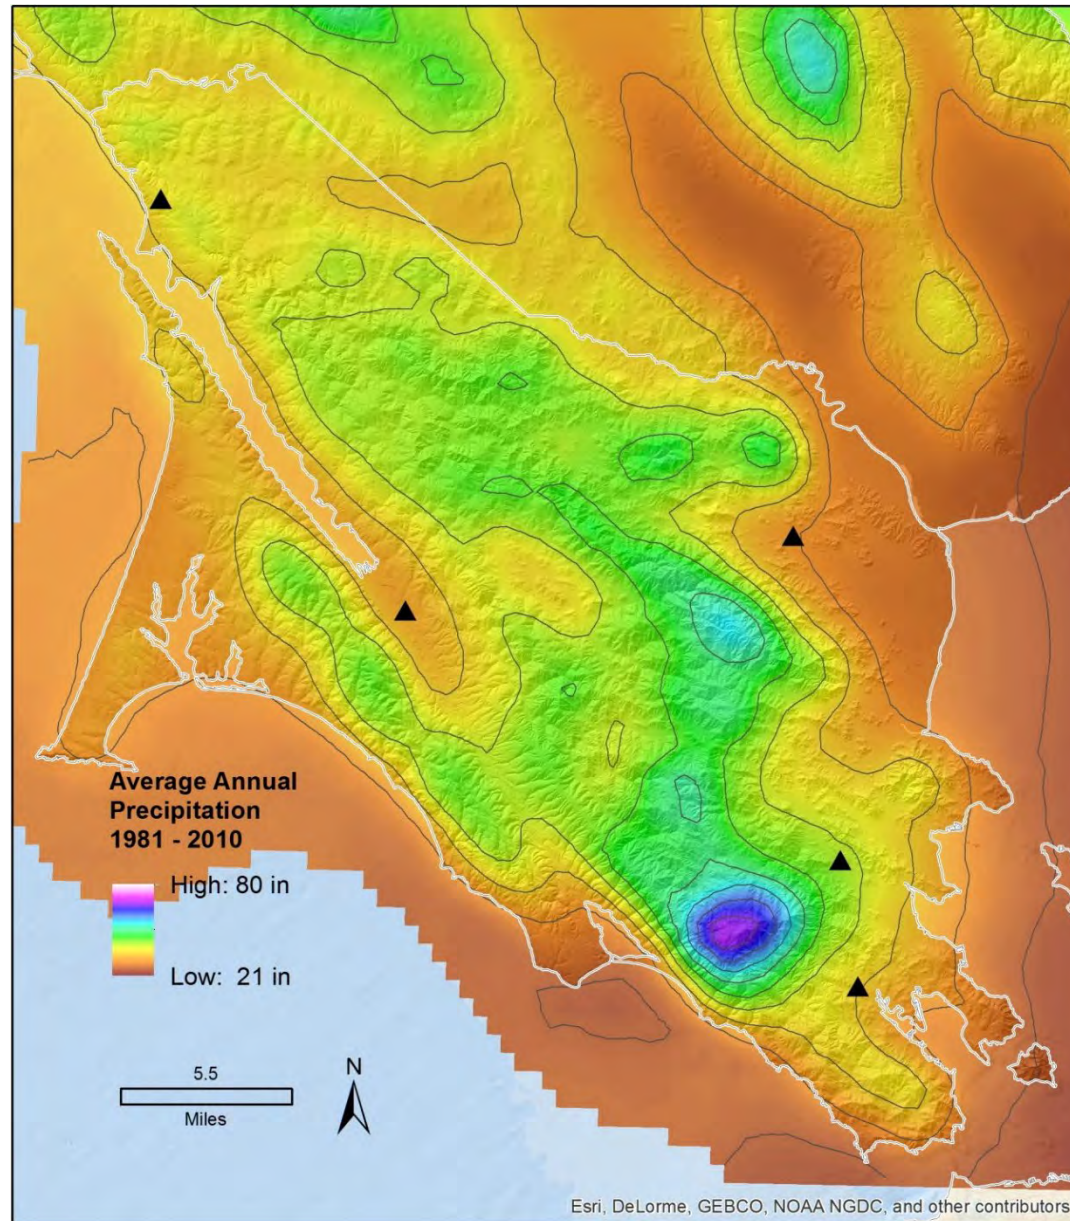 Average Annual
Precipitation
1981 - 2010
High: 80 in
Low: 21 in
5.5
Miles
N
Esri, DeLorme, GEBCO, NOAA NGDC, and other contributors